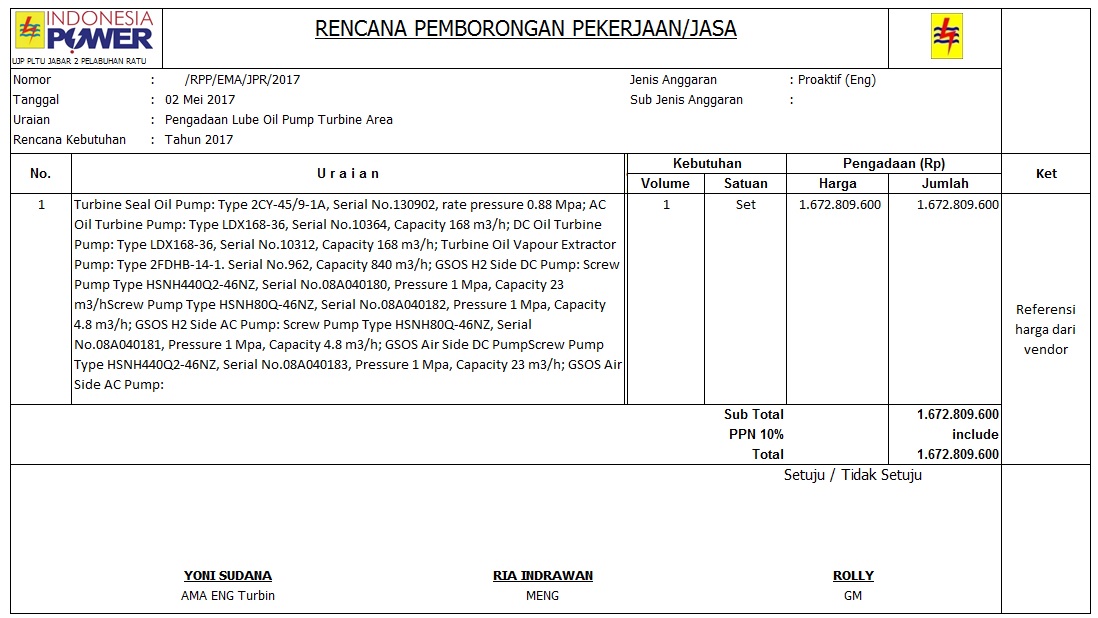 INDONESIA
POWER
UJP PLTU JABAR 2 PELABUHAN RATU
RENCANA PEMBORONGAN PEKERJAAN/JASA
Nomor : /RPP/EMA/JPR/2017 Jenis Anggaran : Proaktif (Eng)
Tanggal : 02 Mei 2017 Sub Jenis Anggaran :
Uraian : Pengadaan Lube Oil Pump Turbine Area
Rencana Kebutuhan : Tahun 2017
No. U r a i a n Kebutuhan Pengadaan (Rp) Ket
Volume Satuan Harga Jumlah
1 Turbine Seal Oil Pump: Type 2CY-45/9-1A, Serial No.130902, rate pressure 0.88 Mpa; AC 1 Set 1.672.809.600 1.672.809.600
Oil Turbine Pump: Type LDX168-36, Serial No.10364, Capacity 168 m3/h; DC Oil Turbine
Pump: Type LDX168-36, Serial No.10312, Capacity 168 m3/h; Turbine Oil Vapour Extractor
Pump: Type 2FDHB-14-1. Serial No.962, Capacity 840 m3/h; GSOS H2 Side DC Pump: Screw
Pump Type HSNH440Q2-46NZ, Serial No.08A040180, Pressure 1 Mpa, Capacity 23
m3/hScrew Pump Type HSNH80Q-46NZ, Serial No.08A040182, Pressure 1 Mpa, Capacity
4.8 m3/h; GSOS H2 Side AC Pump: Screw Pump Type HSNH80Q-46NZ, Serial
No.08A040181, Pressure 1 Mpa, Capacity 4.8 m3/h; GSOS Air Side DC PumpScrew Pump
Type HSNH440Q2-46NZ, Serial No.08A040183, Pressure 1 Mpa, Capacity 23 m3/h; GSOS Air
Side AC Pump:
Referensi
harga dari
vendor
Sub Total 1.672.809.600
PPN 10% include
Total 1.672.809.600
Setuju / Tidak Setuju
YONI SUDANA RIA INDRAWAN ROLLY
AMA ENG Turbin MENG GM